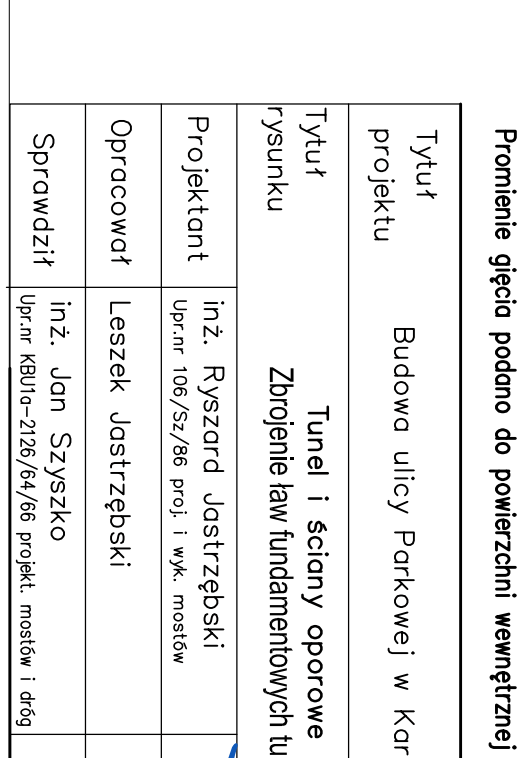 Promienie gięcia podano do powierzchni wewnętrznej
Tytuł
projektu
Budowa ulicy Parkowej w Kar
Tytuł
rysunku
Tunel i ściany oporowe
Zbrojenie ław fundamentowych tu
Projektant
inż. Ryszard Jastrzębski
Upr.nr 106/Sz/86 proj. i wyk. mostów
Opracował
Leszek Jastrzębski
Sprawdził
inż. Jan Szyszko
Upr.nr KBU1a-2126/64/66 projekt. mostów i dróg